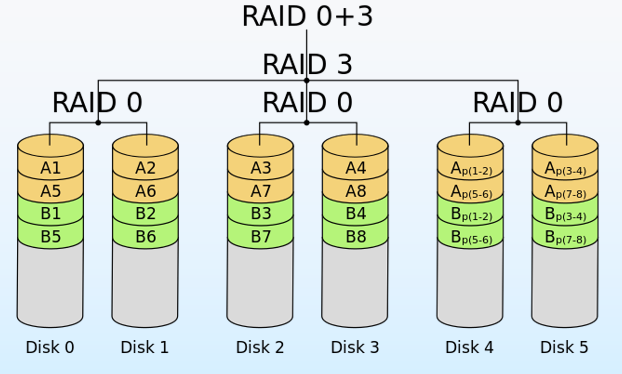 RAID 0+3
RAID 3
RAID 0 RAID 0 RAID 0
A1 A2 A3 A4 Ap(1-2) Ap(3-4)
A5 A6 A7 A8 Ap(5-6) Ap(7-8)
B1 B2 B3 B4 Bp(1-2) Bp(3-4)
B5 B6 B7 B8 Bp(5-6) Bp(7-8)
Disk 0 Disk 1 Disk 2 Disk 3 Disk 4 Disk 5